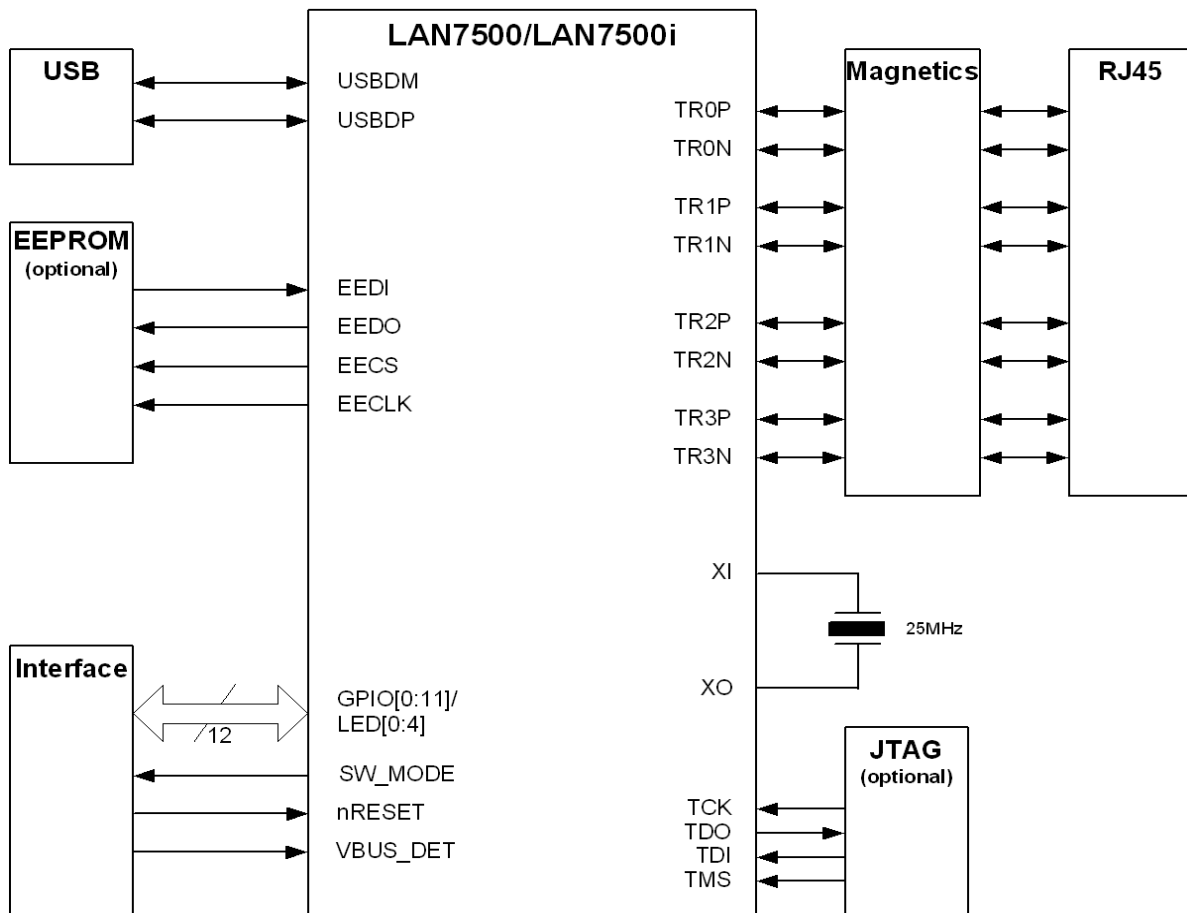 LAN7500/LAN7500i
USB
USBDM
USBDP
Magnetics
RJ45
TR0P
TR0N
TR1P
TR1N
TR2P
TR2N
TR3P
TR3N
EEPROM
(optional)
EEDI
EEDO
EECS
EECLK
XI
25MHz
XO
Interface
GPIO[0:11]/
LED[0:4]
12
SW_MODE
nRESET
VBUS_DET
JTAG
(optional)
TCK
TDO
TDI
TMS